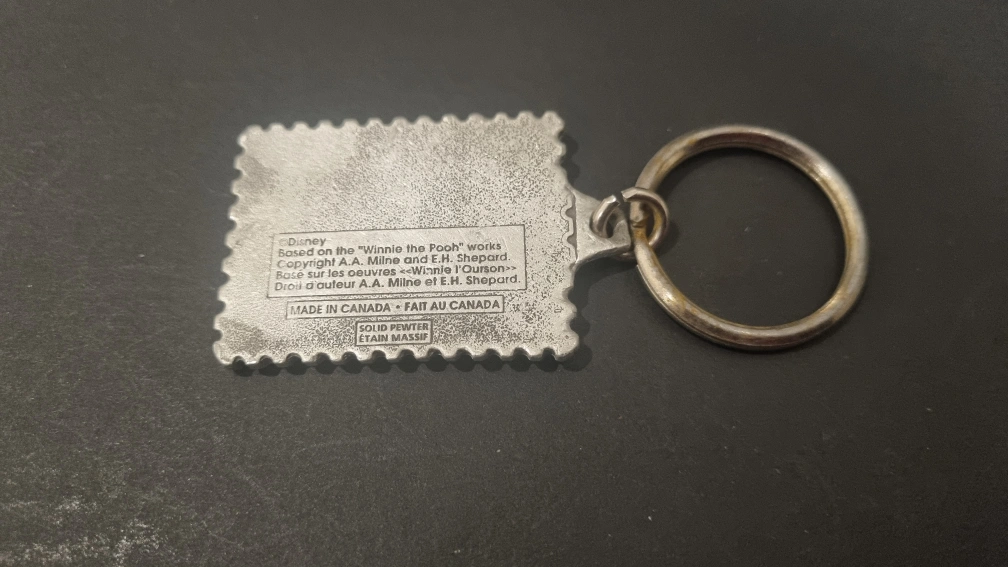 ©Disney
Based on the "Winnie the Pooh" works
Copyright A.A. Milne and E.H. Shepard.
Basé sur les oeuvres <<Winnie l'Ourson>>
Droit d'auteur A.A. Milne et E.H. Shepard.
MADE IN CANADA • FAIT AU CANADA
SOLID PEWTER
ÉTAIN MASSIF